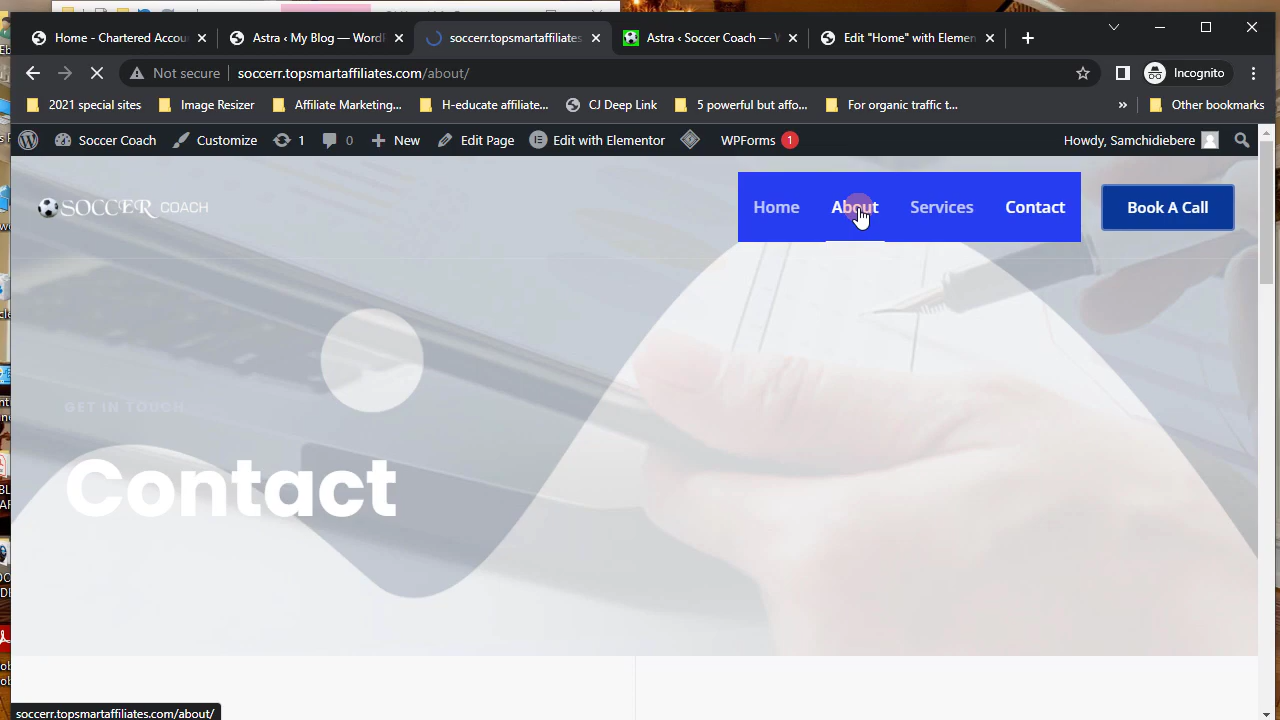 Home - Chartered Accou
Astra ‹ My Blog — Word
soccerr.topsmartaffiliates
Astra ‹ Soccer Coach — W
Edit "Home" with Elemen
Not secure
soccerr.topsmartaffiliates.com/about/
Incognito
2021 special sites
Image Resizer
Affiliate Marketing...
H-educate affiliate...
CJ Deep Link
5 powerful but affo...
For organic traffic t...
»
Other bookmarks
Soccer Coach
Customize
1
0
New
Edit Page
Edit with Elementor
WPForms 1
Howdy, Samchidiebere
SOCCER COACH
Home
About
Services
Contact
Book A Call
GET IN TOUCH
Contact
soccerr.topsmartaffiliates.com/about/